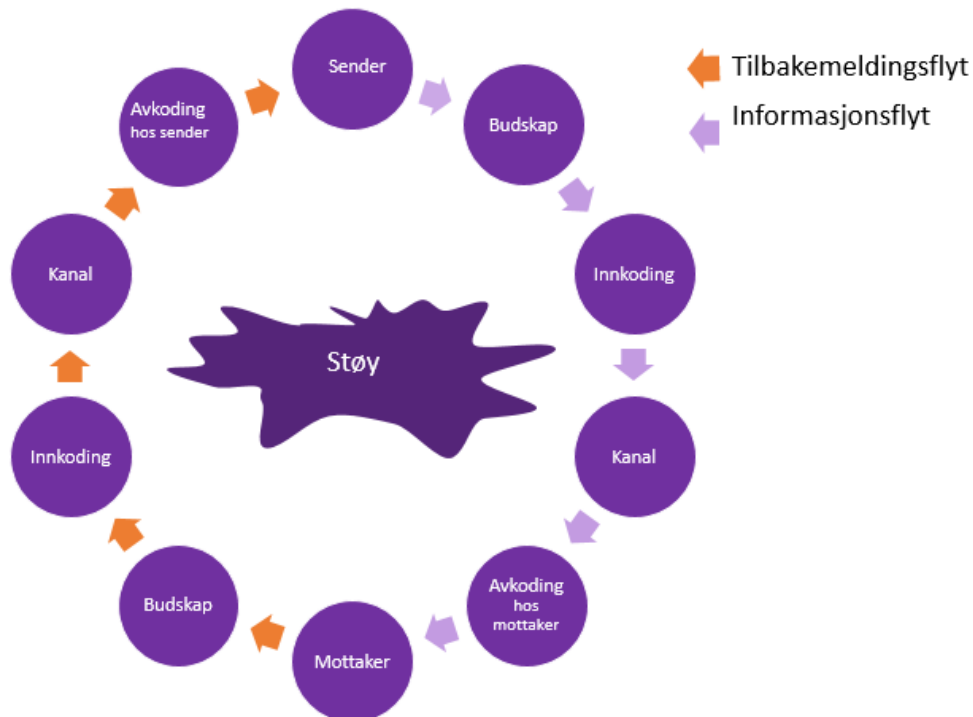 Sender
Budskap
Innkoding
Kanal
Avkoding
hos
mottaker
Mottaker
Budskap
Innkoding
Kanal
Avkoding
hos sender
Støy
Tilbakemeldingsflyt
Informasjonsflyt